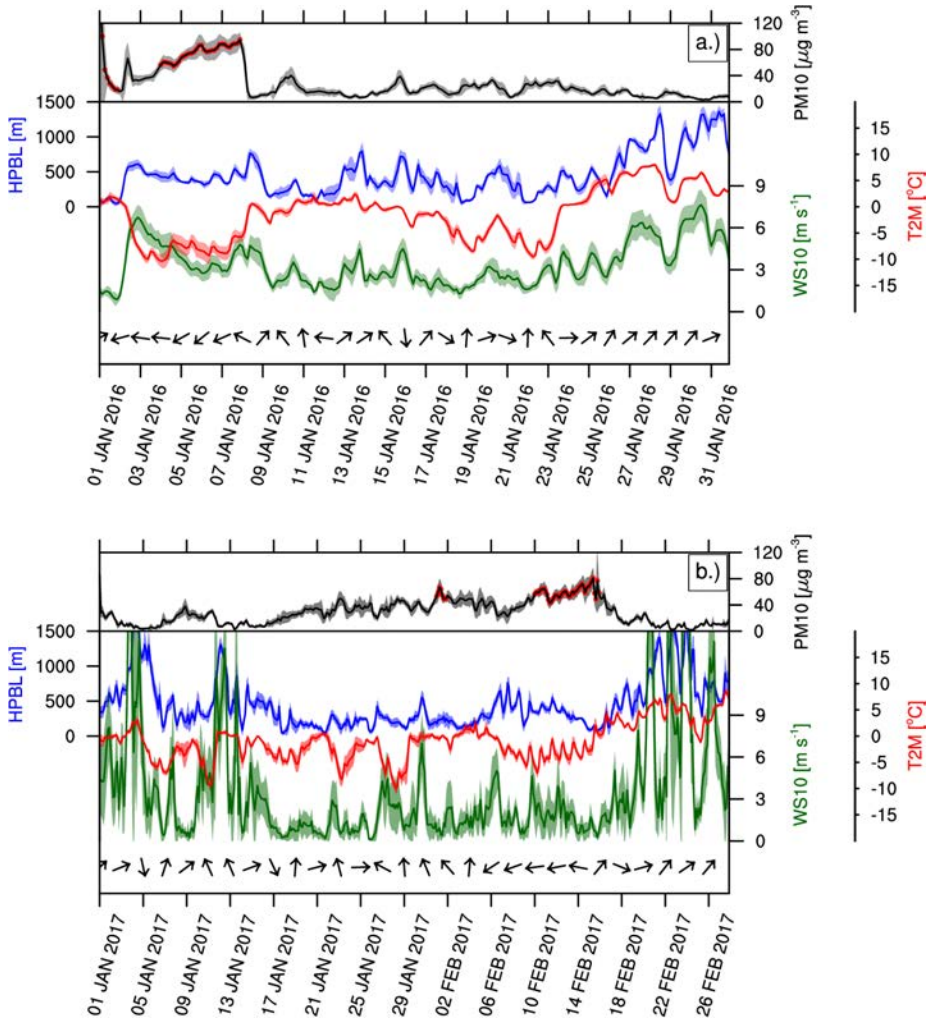 120
a.)
80
40
0
PM10 [μg m⁻³]
1500
1000
500
0
HPBL [m]
9
6
3
0
WS10 [m s⁻¹]
15
10
5
0
-5
-10
-15
T2M [°C]
01 JAN 2016
03 JAN 2016
05 JAN 2016
07 JAN 2016
09 JAN 2016
11 JAN 2016
13 JAN 2016
15 JAN 2016
17 JAN 2016
19 JAN 2016
21 JAN 2016
23 JAN 2016
25 JAN 2016
27 JAN 2016
29 JAN 2016
31 JAN 2016
120
b.)
80
40
0
PM10 [μg m⁻³]
1500
1000
500
0
HPBL [m]
9
6
3
0
WS10 [m s⁻¹]
15
10
5
0
-5
-10
-15
T2M [°C]
01 JAN 2017
05 JAN 2017
09 JAN 2017
13 JAN 2017
17 JAN 2017
21 JAN 2017
25 JAN 2017
29 JAN 2017
02 FEB 2017
06 FEB 2017
10 FEB 2017
14 FEB 2017
18 FEB 2017
22 FEB 2017
26 FEB 2017